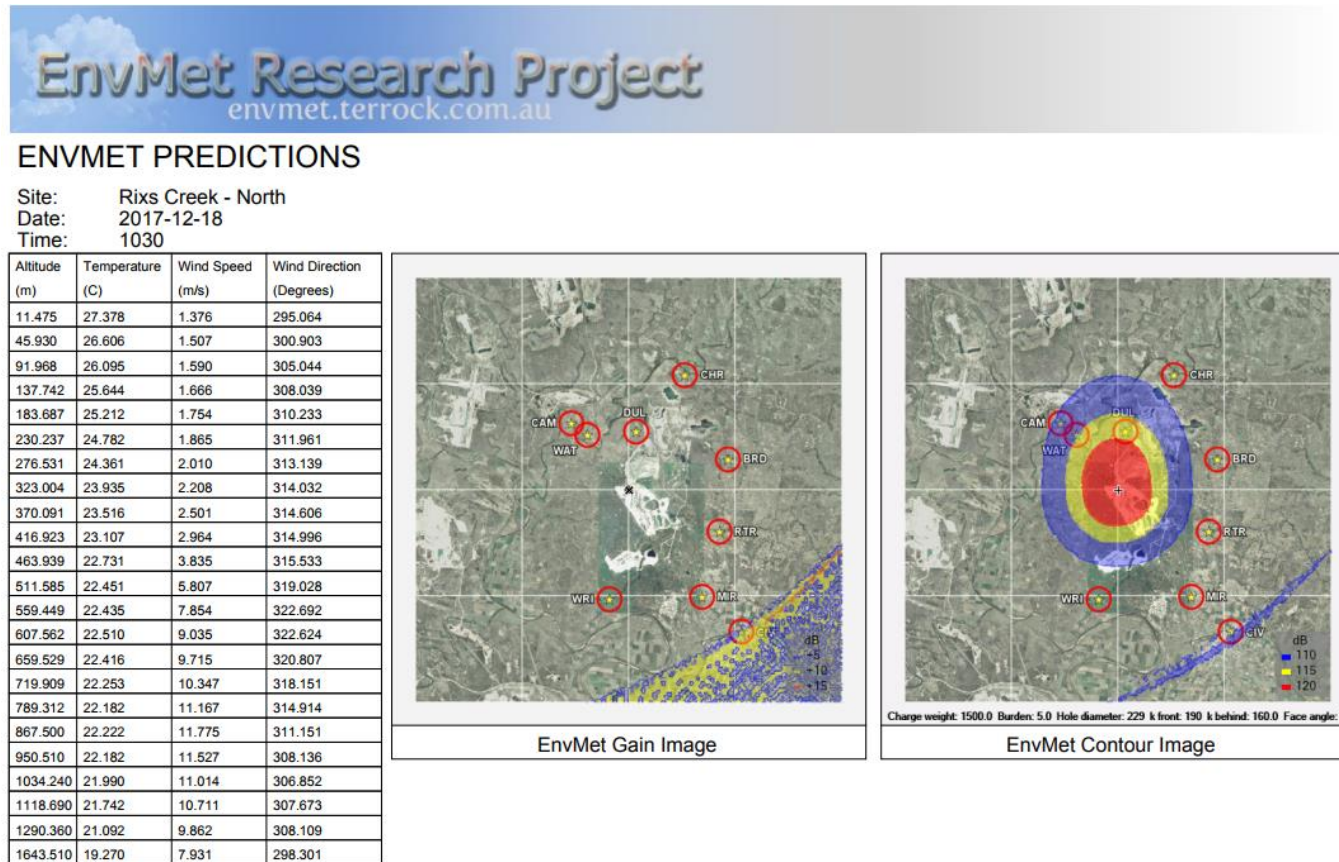 EnvMet Research Project
envmet.terrock.com.au
ENVMET PREDICTIONS
Site: Rixs Creek - North
Date: 2017-12-18
Time: 1030
Altitude Temperature Wind Speed Wind Direction
(m) (C) (m/s) (Degrees)
11.475 27.378 1.376 295.064
45.930 26.606 1.507 300.903
91.968 26.095 1.590 305.044
137.742 25.644 1.666 308.039
183.687 25.212 1.754 310.233
230.237 24.782 1.865 311.961
276.531 24.361 2.010 313.139
323.004 23.935 2.208 314.032
370.091 23.516 2.501 314.606
416.923 23.107 2.964 314.996
463.939 22.731 3.835 315.533
511.585 22.451 5.807 319.028
559.449 22.435 7.854 322.692
607.562 22.510 9.035 322.624
659.529 22.416 9.715 320.807
719.909 22.253 10.347 318.151
789.312 22.182 11.167 314.914
867.500 22.222 11.775 311.151
950.510 22.182 11.527 308.136
1034.240 21.990 11.014 306.852
1118.690 21.742 10.711 307.673
1290.360 21.092 9.862 308.109
1643.510 19.270 7.931 298.301
CHR
CAM
DUL
WAT
BRD
RTR
WRI
MIR
dB
+5
+10
+15
EnvMet Gain Image
CHR
CAM
DUL
WAT
BRD
RTR
WRI
MIR
CIV
dB
110
115
120
Charge weight: 1500.0 Burden: 5.0 Hole diameter: 229 k front: 190 k behind: 160.0 Face angle:
EnvMet Contour Image